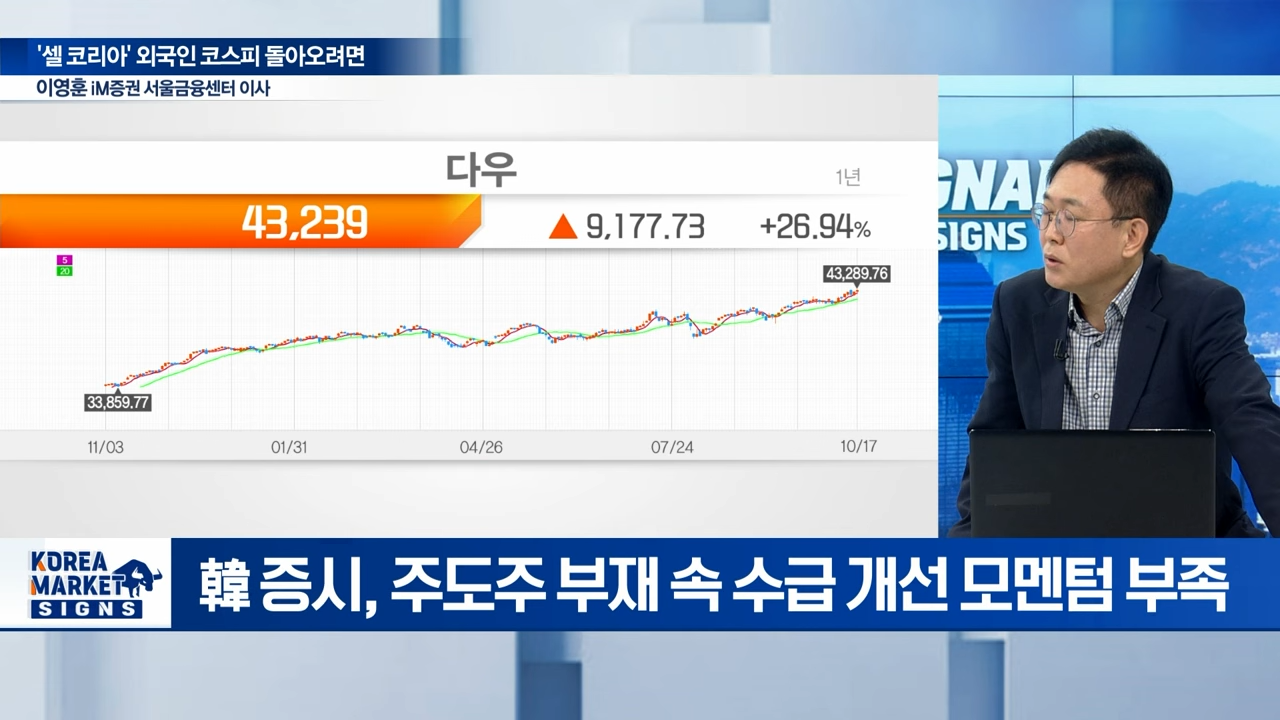 '셀 코리아' 외국인 코스피 돌아오려면
이영훈 iM증권 서울금융센터 이사
다우
1년
43,239
▲ 9,177.73
+26.94%
5
20
43,289.76
33,859.77
11/03
01/31
04/26
07/24
10/17
GNAL
SIGNS
KOREA
MARKET
SIGNS
韓 증시, 주도주 부재 속 수급 개선 모멘텀 부족